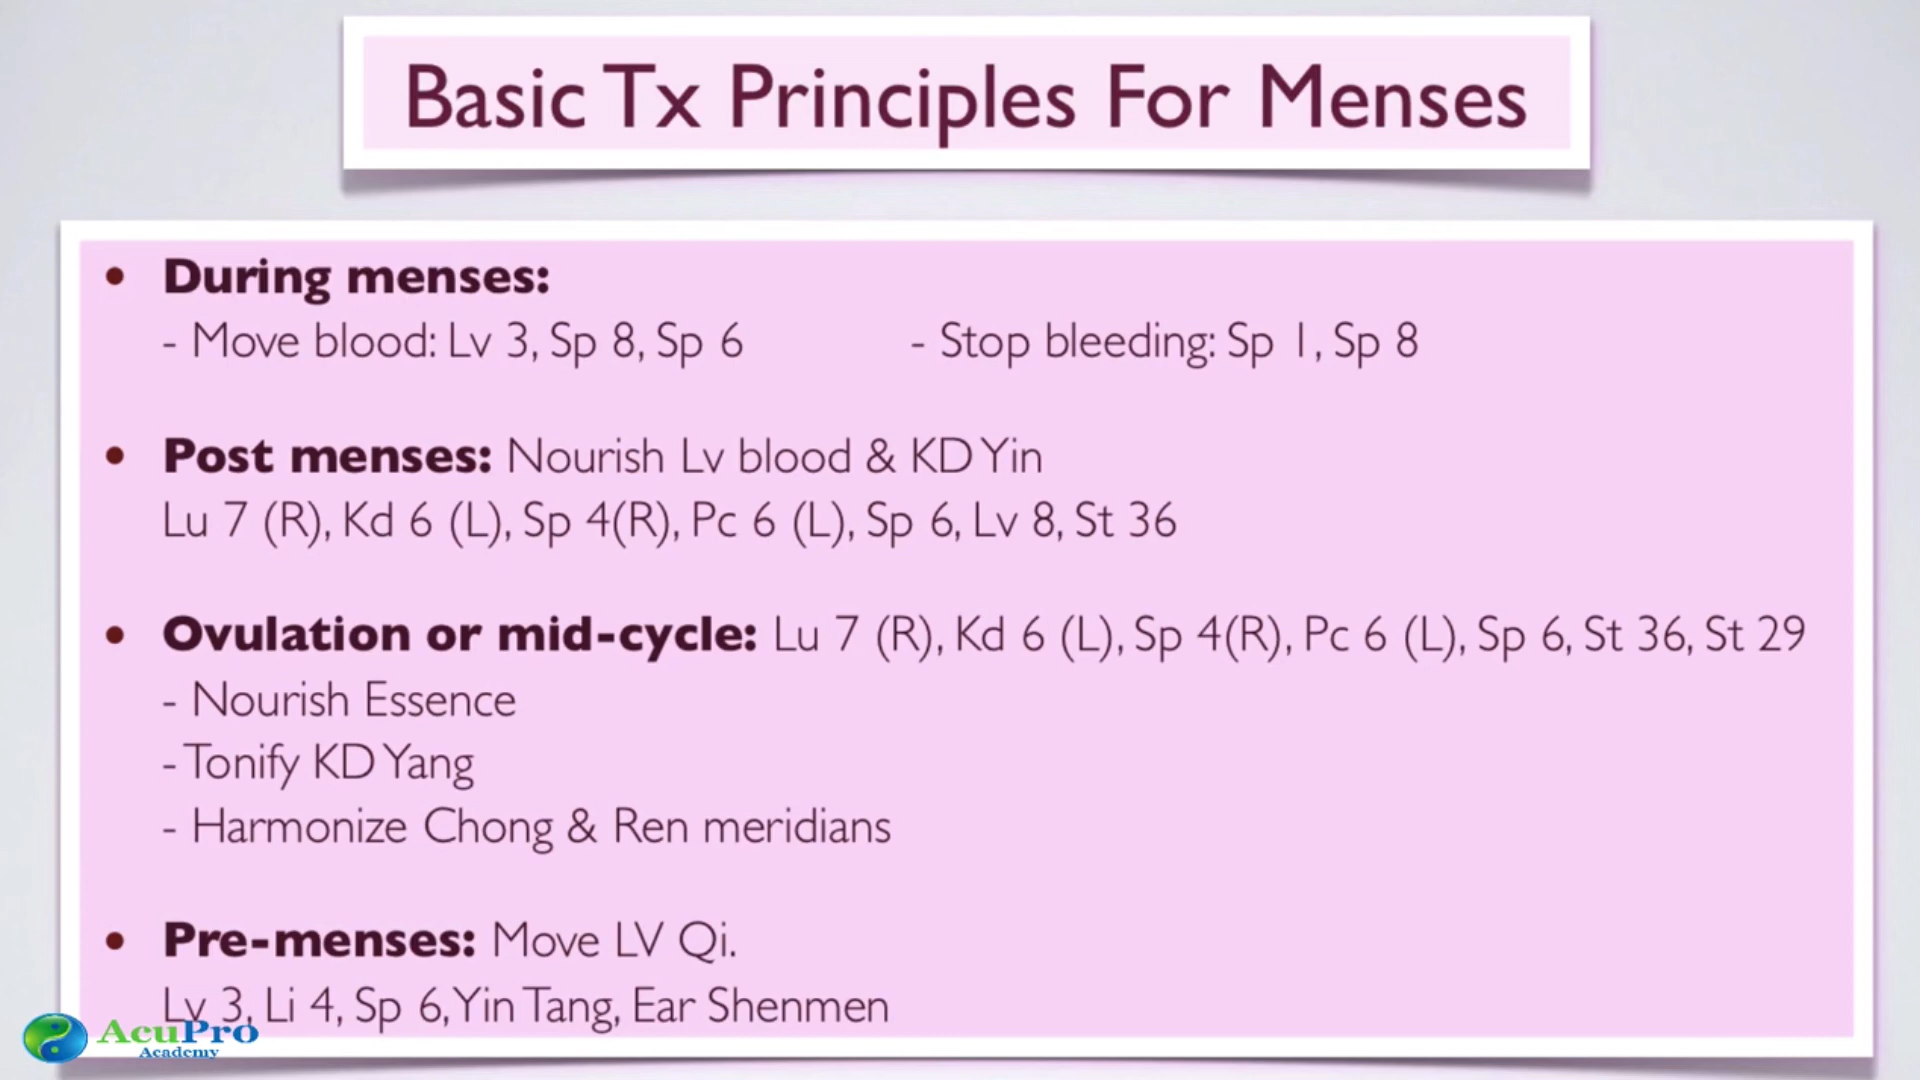 Basic Tx Principles For Menses
• During menses:
- Move blood: Lv 3, Sp 8, Sp 6 - Stop bleeding: Sp 1, Sp 8
• Post menses: Nourish Lv blood & KD Yin
Lu 7 (R), Kd 6 (L), Sp 4(R), Pc 6 (L), Sp 6, Lv 8, St 36
• Ovulation or mid-cycle: Lu 7 (R), Kd 6 (L), Sp 4(R), Pc 6 (L), Sp 6, St 36, St 29
- Nourish Essence
- Tonify KD Yang
- Harmonize Chong & Ren meridians
• Pre-menses: Move LV Qi.
Lv 3, Li 4, Sp 6, Yin Tang, Ear Shenmen
AcuPro
Academy